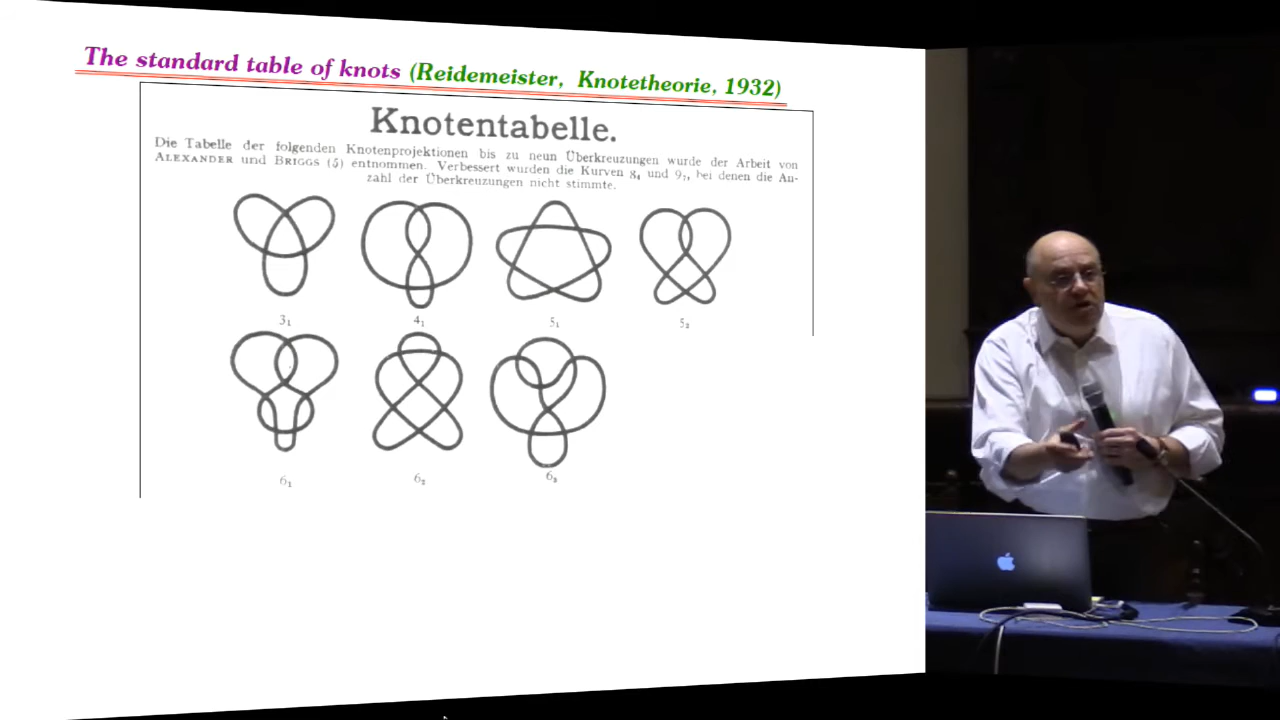 The standard table of knots (Reidemeister, Knotetheorie, 1932)
Knotentabelle.
Die Tabelle der folgenden Knotenprojektionen bis zu neun Überkreuzungen wurde der Arbeit von
ALEXANDER und BRIGGS (5) entnommen. Verbessert wurden die Kurven 8₄ und 9₇, bei denen die An-
zahl der Überkreuzungen nicht stimmte.
3₁ 4₁ 5₁ 5₂
6₁ 6₂ 6₃